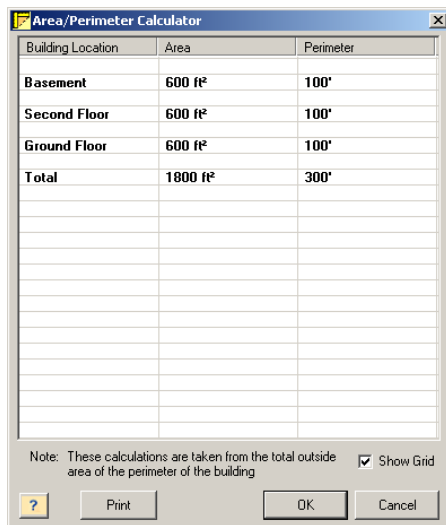 Area/Perimeter Calculator
Building Location Area Perimeter
Basement 600 ft² 100'
Second Floor 600 ft² 100'
Ground Floor 600 ft² 100'
Total 1800 ft² 300'
Note: These calculations are taken from the total outside
area of the perimeter of the building
Show Grid
? Print OK Cancel